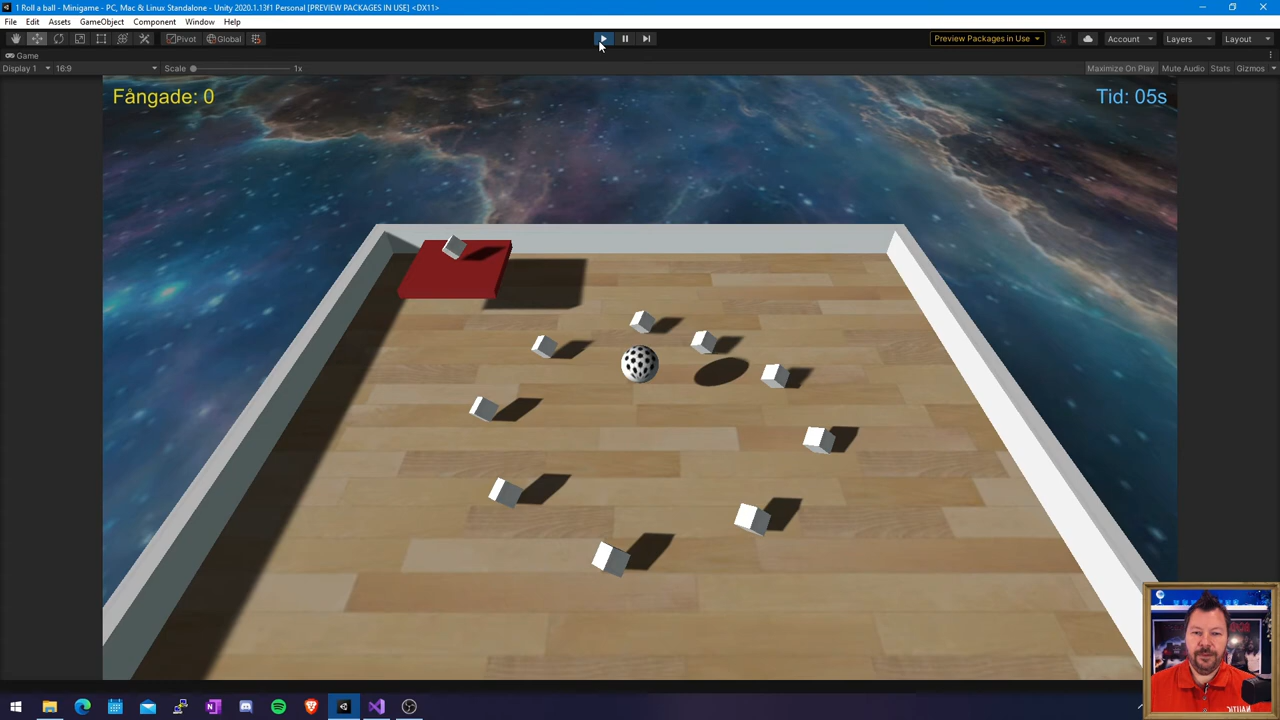 1 Roll a ball - Minigame - PC, Mac & Linux Standalone - Unity 2020.1.13f1 Personal [PREVIEW PACKAGES IN USE] <DX11>
File Edit Assets GameObject Component Window Help
Pivot Global Preview Packages in Use Account Layers Layout
Game
Display 1 16:9 Scale 1x Maximize On Play Mute Audio Stats Gizmos
Fångade: 0 Tid: 05s